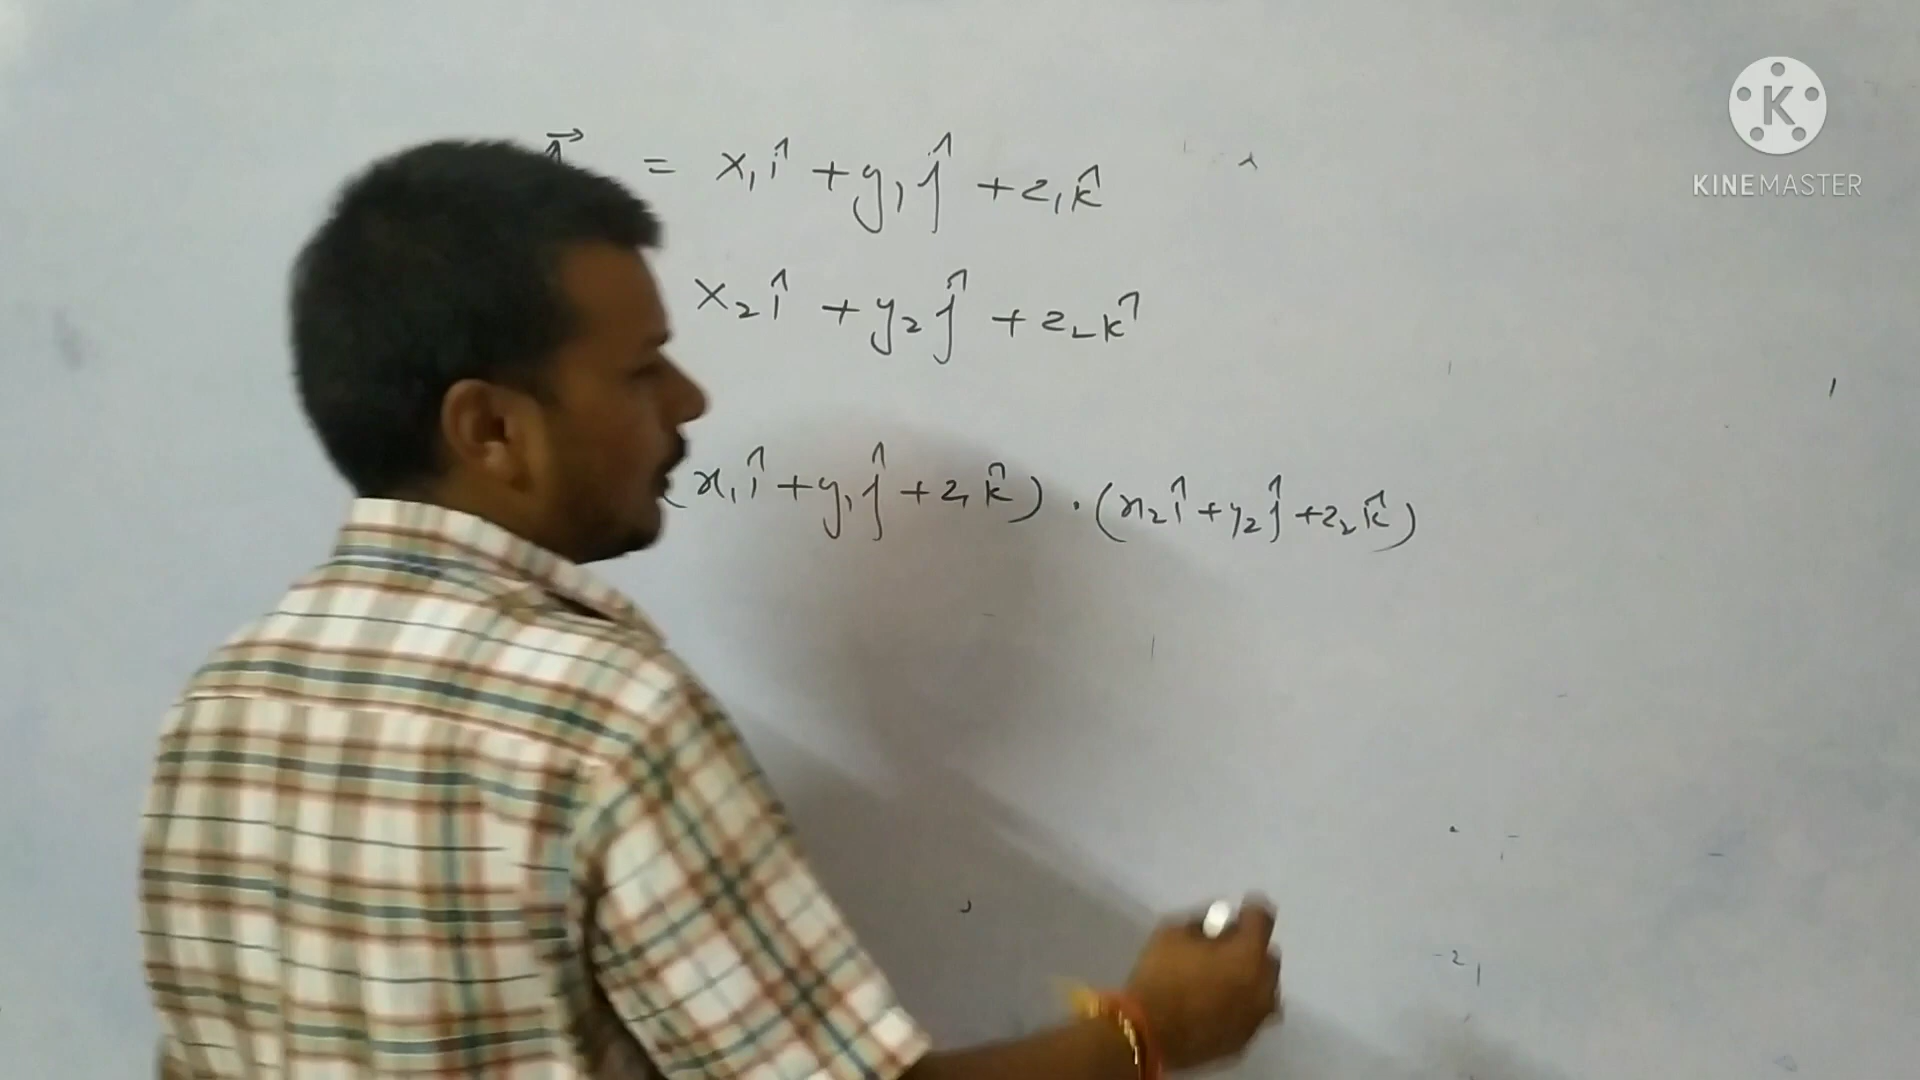 = x₁î + y₁ĵ + z₁k̂
x₂î + y₂ĵ + z₂k̂
(x₁î + y₁ĵ + z₁k̂) · (x₂î + y₂ĵ + z₂k̂)
K
KINEMASTER